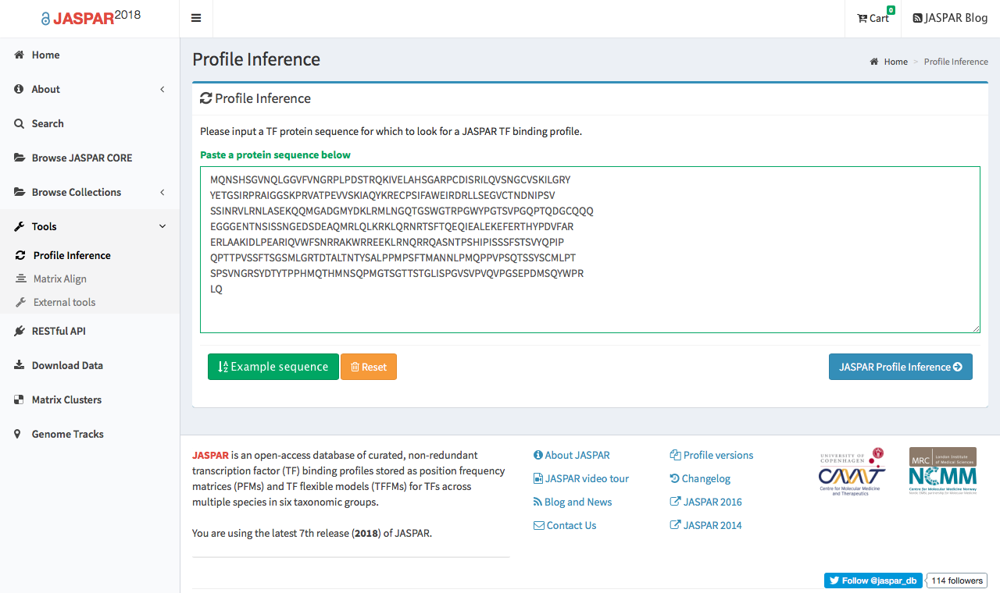 JASPAR2018
Cart 0
JASPAR Blog
Home
About
Search
Browse JASPAR CORE
Browse Collections
Tools
Profile Inference
Matrix Align
External tools
RESTful API
Download Data
Matrix Clusters
Genome Tracks
Profile Inference
Home > Profile Inference
Profile Inference
Please input a TF protein sequence for which to look for a JASPAR TF binding profile.
Paste a protein sequence below
MQNSHSGVNQLGGVFVNGRPLPDSTRQKIVELAHSGARPCDISRILQVSNGCVSKILGRY
YETGSIRPRAIGGSKPRVATPEVVSKIAQYKRECPSIFAWEIRDRLLSEGVCTNDNIPSV
SSINRVLRNLASEKQQMGADGMYDKLRMLNGQTGSWGTRPGWYPGTSVPGQPTQDGCQQQ
EGGGENTNSISSNGEDSDEAQMRLQLKRKLQRNRTSFTQEQIEALEKEFERTHYPDVFAR
ERLAAKIDLPEARIQVWFSNRRAKWRREEKLRNQRRQASNTPSHIPISSSFSTSVYQPIP
QPTTPVSSFTSGSMLGRTDTALTNTYSALPPMPSFTMANNLPMQPPVPSQTSSYSCMLPT
SPSVNGRSYDTYTPPHMQTHMNSQPMGTSGTTSTGLISPGVSVPVQVPGSEPDMSQYWPR
LQ
Example sequence
Reset
JASPAR Profile Inference
JASPAR is an open-access database of curated, non-redundant
transcription factor (TF) binding profiles stored as position frequency
matrices (PFMs) and TF flexible models (TFFMs) for TFs across
multiple species in six taxonomic groups.
You are using the latest 7th release (2018) of JASPAR.
About JASPAR
JASPAR video tour
Blog and News
Contact Us
Profile versions
Changelog
JASPAR 2016
JASPAR 2014
UNIVERSITY OF
COPENHAGEN
CMMT
Centre for Molecular Medicine
and Therapeutics
MRC London Institute
of Medical Sciences
NCMM
Centre for Molecular Medicine Norway
Nordic EMBL partnership for Molecular Medicine
Follow @jaspar_db
114 followers